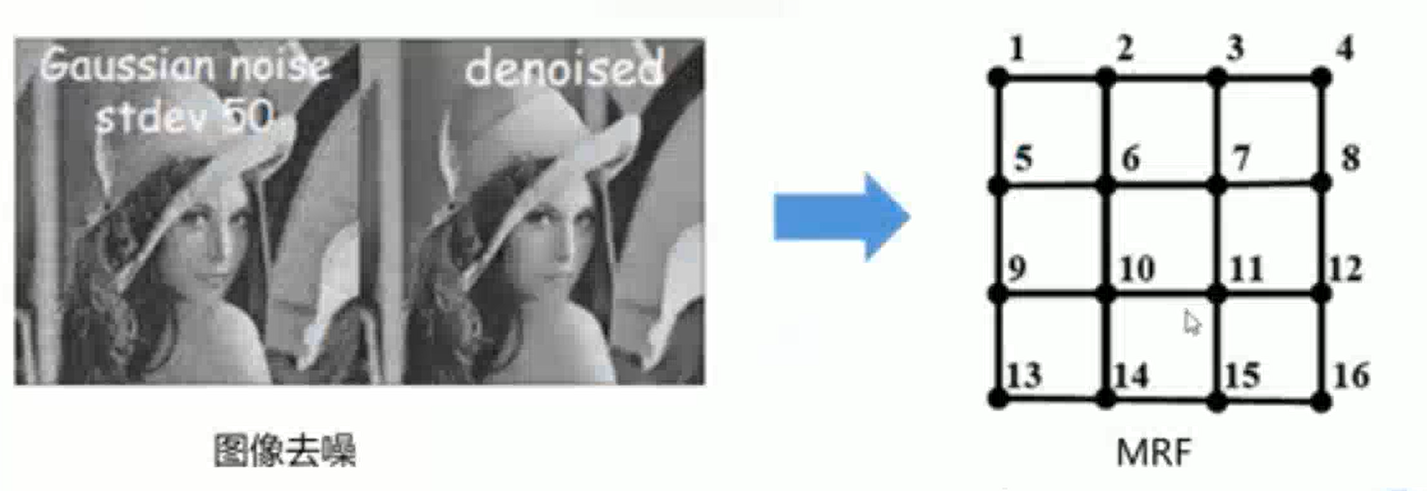 Gaussian noise
stdev 50
denoised
1 2 3 4
5 6 7 8
9 10 11 12
13 14 15 16
图像去噪
MRF